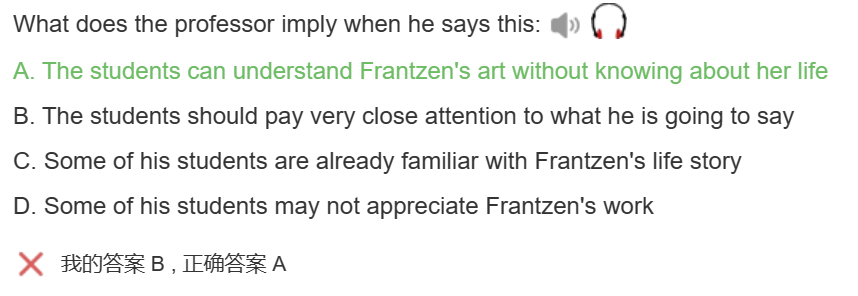 What does the professor imply when he says this:
A. The students can understand Frantzen's art without knowing about her life
B. The students should pay very close attention to what he is going to say
C. Some of his students are already familiar with Frantzen's life story
D. Some of his students may not appreciate Frantzen's work
我的答案 B , 正确答案 A